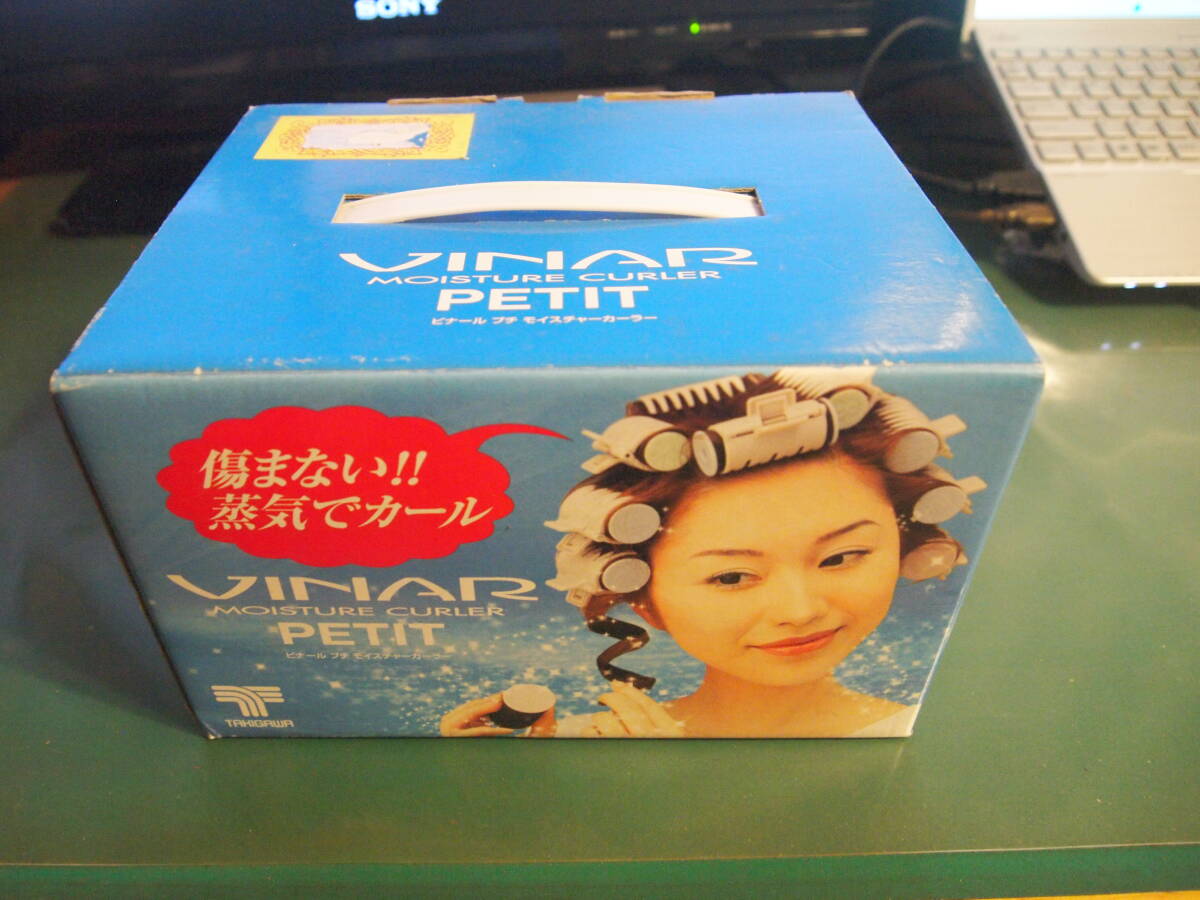 SONY
VINAR
MOISTURE CURLER
PETIT
ビナール プチ モイスチャーカーラー
傷まない!!
蒸気でカール
VINAR
MOISTURE CURLER
PETIT
ビナール プチ モイスチャーカーラー
TAKIGAWA